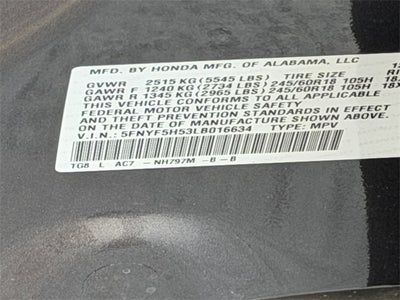 MFD. BY HONDA MFG. OF ALABAMA, LLC
GVWR 2515 KG (5545 LBS) TIRE SIZE
GAWR F 1240 KG (2734 LBS) 245/60R18 105H
GAWR R 1345 KG (2965 LBS) 245/60R18 105H 18X
THIS VEHICLE CONFORMS TO ALL APPLICABLE
FEDERAL MOTOR VEHICLE SAFETY
AND THEFT PREVENTION STANDARDS IN EFFECT
ON THE DATE OF MANUFACTURE SHOWN ABOVE.
V.I.N.: 5FNYF5H53LB016634 TYPE: MPV
TG8 L AC7 -NH797M -B-B